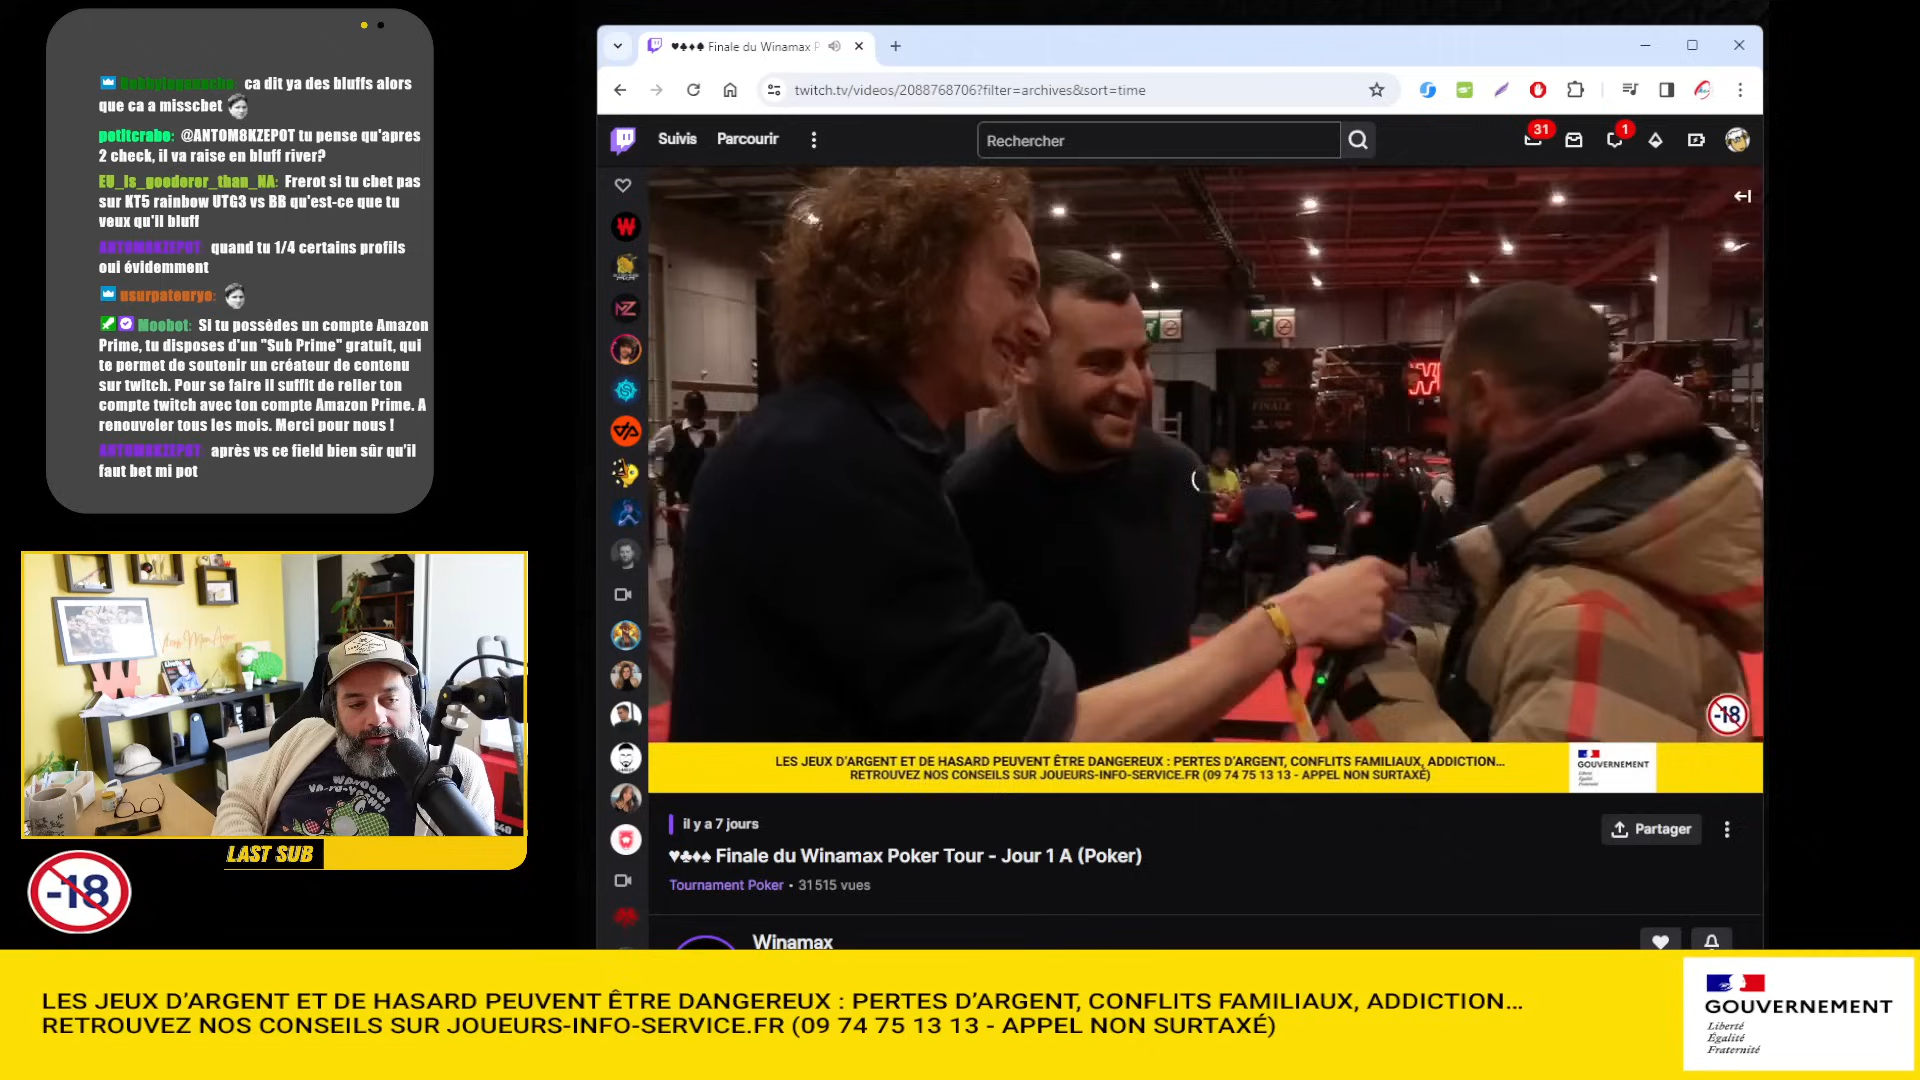 ca dit ya des bluffs alors
que ca a misscbet
petitcrabe: @ANTOM8KZEPOT tu pense qu'apres
2 check, il va raise en bluff river?
EU_Is_gooderer_than_NA: Frerot si tu cbet pas
sur KT5 rainbow UTG3 vs BB qu'est-ce que tu
veux qu'il bluff
ANTOM8KZEPOT: quand tu 1/4 certains profils
oui évidemment
usurpateuryo:
Moobot: Si tu possèdes un compte Amazon
Prime, tu disposes d'un "Sub Prime" gratuit, qui
te permet de soutenir un créateur de contenu
sur twitch. Pour se faire il suffit de relier ton
compte twitch avec ton compte Amazon Prime. A
renouveler tous les mois. Merci pour nous !
ANTOM8KZEPOT: après vs ce field bien sûr qu'il
faut bet mi pot
LAST SUB
-18
♥♣♦♠ Finale du Winamax P
twitch.tv/videos/2088768706?filter=archives&sort=time
Suivis
Parcourir
Rechercher
31
1
W
FINALE
-18
LES JEUX D'ARGENT ET DE HASARD PEUVENT ÊTRE DANGEREUX : PERTES D'ARGENT, CONFLITS FAMILIAUX, ADDICTION...
RETROUVEZ NOS CONSEILS SUR JOUEURS-INFO-SERVICE.FR (09 74 75 13 13 - APPEL NON SURTAXÉ)
GOUVERNEMENT
il y a 7 jours
Partager
♥♣♦♠ Finale du Winamax Poker Tour - Jour 1 A (Poker)
Tournament Poker • 31 515 vues
Winamax
LES JEUX D'ARGENT ET DE HASARD PEUVENT ÊTRE DANGEREUX : PERTES D'ARGENT, CONFLITS FAMILIAUX, ADDICTION...
RETROUVEZ NOS CONSEILS SUR JOUEURS-INFO-SERVICE.FR (09 74 75 13 13 - APPEL NON SURTAXÉ)
GOUVERNEMENT
Liberté
Égalité
Fraternité